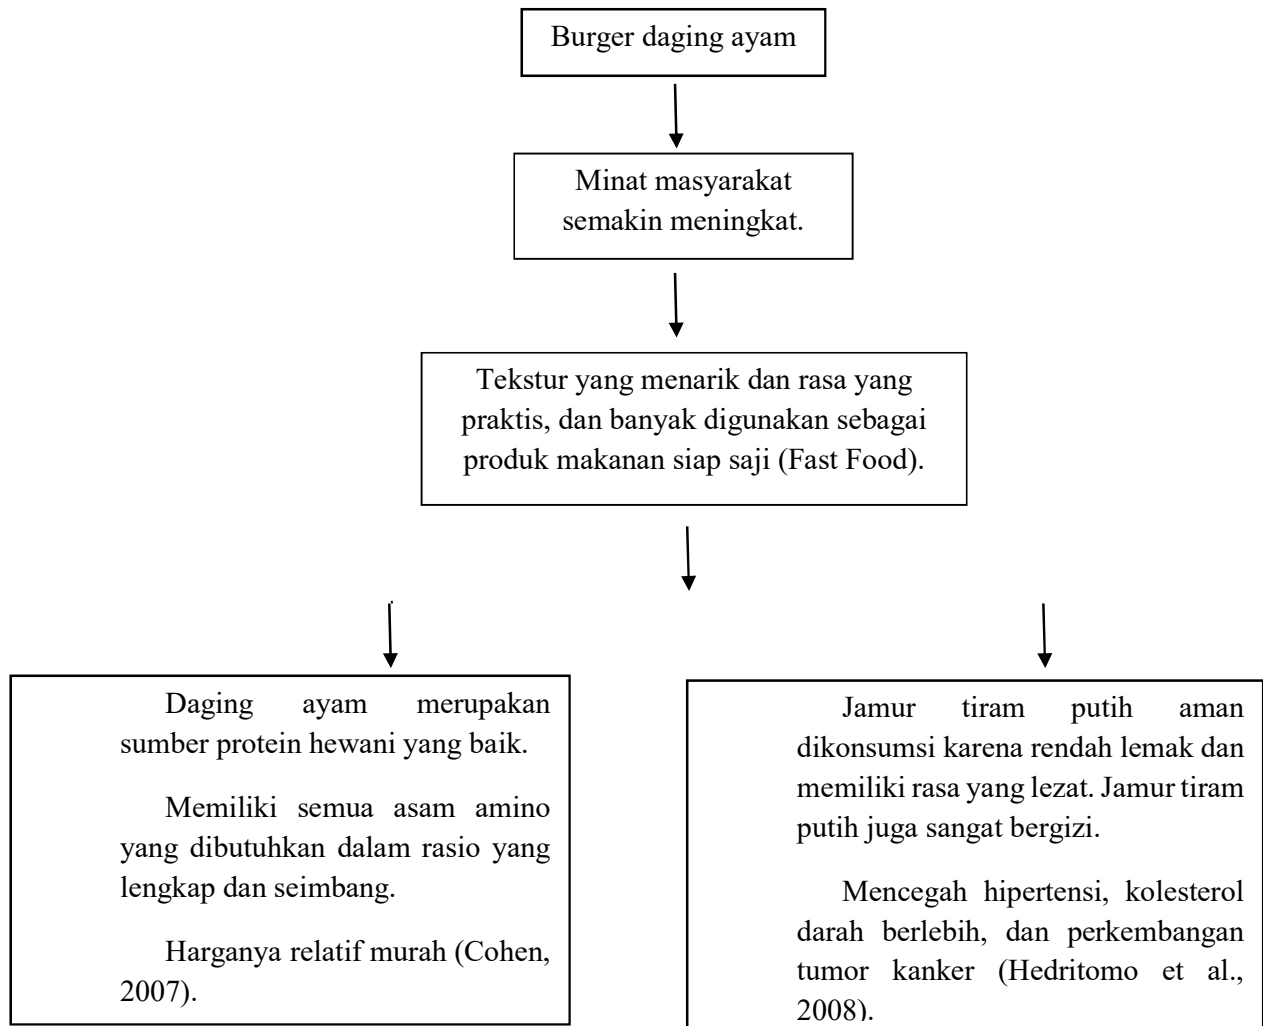 Burger daging ayam
Minat masyarakat
semakin meningkat.
Tekstur yang menarik dan rasa yang
praktis, dan banyak digunakan sebagai
produk makanan siap saji (Fast Food).
Daging ayam merupakan
sumber protein hewani yang baik.
Memiliki semua asam amino
yang dibutuhkan dalam rasio yang
lengkap dan seimbang.
Harganya relatif murah (Cohen,
2007).
Jamur tiram putih aman
dikonsumsi karena rendah lemak dan
memiliki rasa yang lezat. Jamur tiram
putih juga sangat bergizi.
Mencegah hipertensi, kolesterol
darah berlebih, dan perkembangan
tumor kanker (Hedritomo et al.,
2008).